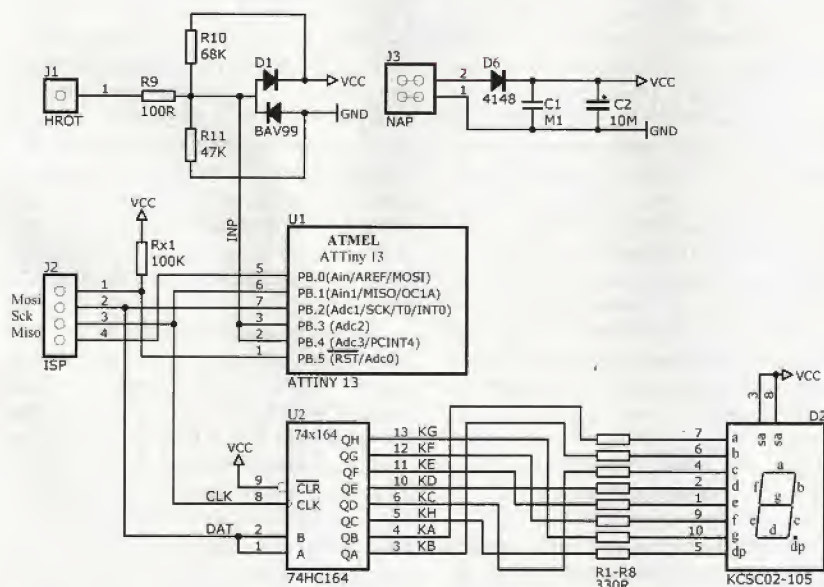 R10
68K
D1
VCC
J1
1
R9
100R
HROT
GND
R11
47K
BAV99
J3
2
1
NAP
D6
4148
VCC
C1
M1
C2
10M
GND
VCC
Rx1
100K
INP
J2
Mosi
Sck
Miso
1
2
3
4
ISP
U1
ATMEL
ATTiny 13
5 PB.0(Ain/AREF/MOSI)
6 PB.1(Ain1/MISO/OC1A)
7 PB.2(Adc1/SCK/T0/INT0)
3 PB.3 (Adc2)
2 PB.4 (Adc3/PCINT4)
1 PB.5 (RST/Adc0)
ATTINY 13
U2
74x164
VCC
9 CLR
CLK 8 CLK
DAT 2 B
1 A
QH 13 KG
QG 12 KF
QF 11 KE
QE 10 KD
QD 6 KC
QC 5 KH
QB 4 KA
QA 3 KB
74HC164
R1-R8
330R
VCC
3 8
sa sa
D2
7 a
6 b
4 c
2 d
1 e
9 f
10 g
5 dp
a
f b
g
e c
d
dp
KCSC02-105